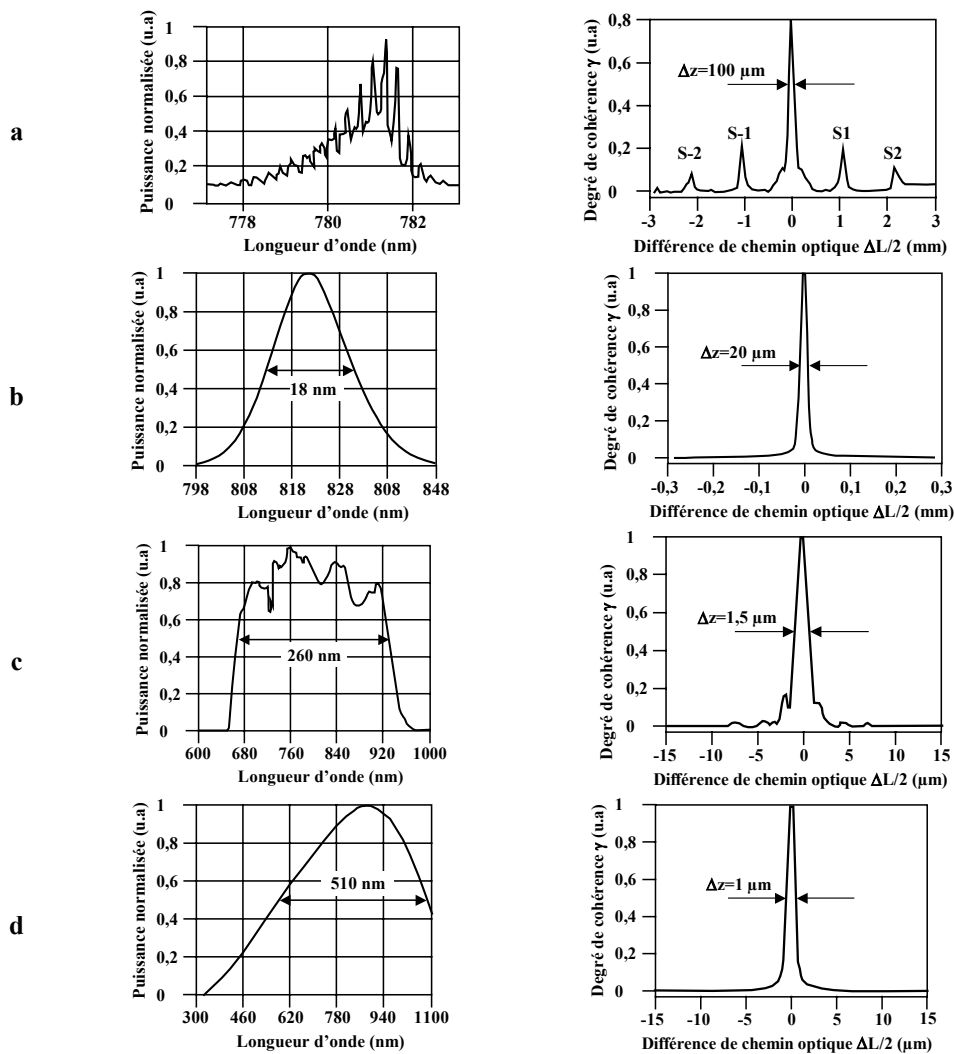 a
Puissance normalisée (u.a)
1
0,8
0,6
0,4
0,2
0
778 780 782
Longueur d'onde (nm)
Degré de cohérence γ (u.a)
0,8
0,6
0,4
0,2
0
Δz=100 µm
S-2 S-1 S1 S2
-3 -2 -1 0 1 2 3
Différence de chemin optique ΔL/2 (mm)
b
Puissance normalisée (u.a)
1
0,8
0,6
0,4
0,2
0
18 nm
798 808 818 828 808 848
Longueur d'onde (nm)
Degré de cohérence γ (u.a)
1
0,8
0,6
0,4
0,2
0
Δz=20 µm
-0,3 -0,2 -0,1 0 0,1 0,2 0,3
Différence de chemin optique ΔL/2 (mm)
c
Puissance normalisée (u.a)
1
0,8
0,6
0,4
0,2
0
260 nm
600 680 760 840 920 1000
Longueur d'onde (nm)
Degré de cohérence γ (u.a)
1
0,8
0,6
0,4
0,2
0
Δz=1,5 µm
-15 -10 -5 0 5 10 15
Différence de chemin optique ΔL/2 (µm)
d
Puissance normalisée (u.a)
1
0,8
0,6
0,4
0,2
0
510 nm
300 460 620 780 940 1100
Longueur d'onde (nm)
Degré de cohérence γ (u.a)
1
0,8
0,6
0,4
0,2
0
Δz=1 µm
-15 -10 -5 0 5 10 15
Différence de chemin optique ΔL/2 (µm)